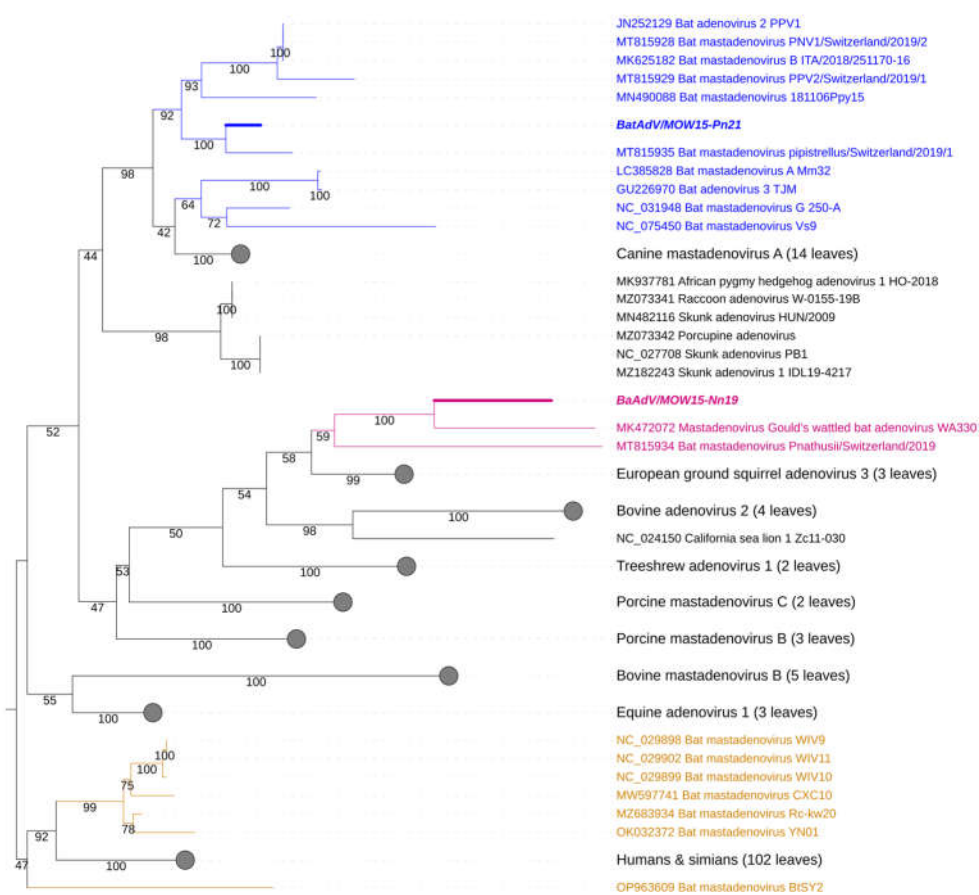 JN252129 Bat adenovirus 2 PPV1
MT815928 Bat mastadenovirus PNV1/Switzerland/2019/2
100
MK625182 Bat mastadenovirus B ITA/2018/251170-16
100
MT815929 Bat mastadenovirus PPV2/Switzerland/2019/1
93
MN490088 Bat mastadenovirus 181106Ppy15
92
BatAdV/MOW15-Pn21
100
MT815935 Bat mastadenovirus pipistrellus/Switzerland/2019/1
98
LC385828 Bat mastadenovirus A Mm32
100
GU226970 Bat adenovirus 3 TJM
100
64
NC_031948 Bat mastadenovirus G 250-A
72
NC_075450 Bat mastadenovirus Vs9
42
44
Canine mastadenovirus A (14 leaves)
100
MK937781 African pygmy hedgehog adenovirus 1 HO-2018
MZ073341 Raccoon adenovirus W-0155-19B
100
MN482116 Skunk adenovirus HUN/2009
98
MZ073342 Porcupine adenovirus
NC_027708 Skunk adenovirus PB1
100
MZ182243 Skunk adenovirus 1 IDL19-4217
BaAdV/MOW15-Nn19
100
MK472072 Mastadenovirus Gould's wattled bat adenovirus WA330
52
59
MT815934 Bat mastadenovirus Pnathusii/Switzerland/2019
58
European ground squirrel adenovirus 3 (3 leaves)
99
54
Bovine adenovirus 2 (4 leaves)
100
98
50
NC_024150 California sea lion 1 Zc11-030
Treeshrew adenovirus 1 (2 leaves)
53
100
Porcine mastadenovirus C (2 leaves)
47
100
Porcine mastadenovirus B (3 leaves)
100
Bovine mastadenovirus B (5 leaves)
100
55
Equine adenovirus 1 (3 leaves)
100
NC_029898 Bat mastadenovirus WIV9
100
NC_029902 Bat mastadenovirus WIV11
100
NC_029899 Bat mastadenovirus WIV10
75
MW597741 Bat mastadenovirus CXC10
99
MZ683934 Bat mastadenovirus Rc-kw20
78
OK032372 Bat mastadenovirus YN01
92
Humans & simians (102 leaves)
47
100
OP963609 Bat mastadenovirus BtSY2